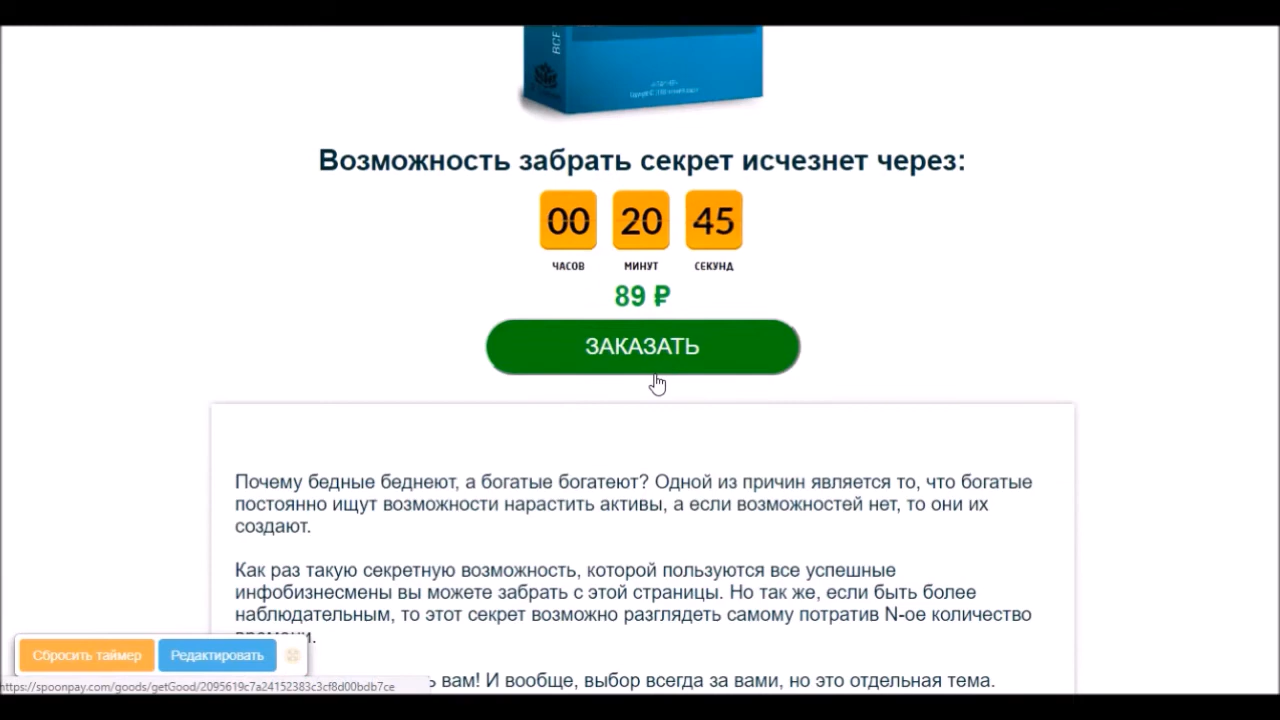 ВСЕ
Возможность забрать секрет исчезнет через:
00 20 45
ЧАСОВ МИНУТ СЕКУНД
89 ₽
ЗАКАЗАТЬ
Почему бедные беднеют, а богатые богатеют? Одной из причин является то, что богатые
постоянно ищут возможности нарастить активы, а если возможностей нет, то они их
создают.
Как раз такую секретную возможность, которой пользуются все успешные
инфобизнесмены вы можете забрать с этой страницы. Но так же, если быть более
наблюдательным, то этот секрет возможно разглядеть самому потратив N-ое количество
времени.
Сбросить таймер Редактировать
вам! И вообще, выбор всегда за вами, но это отдельная тема.
https://spoonpay.com/goods/getGood/2095619c7a24152383c3cf8d00bdb7ce